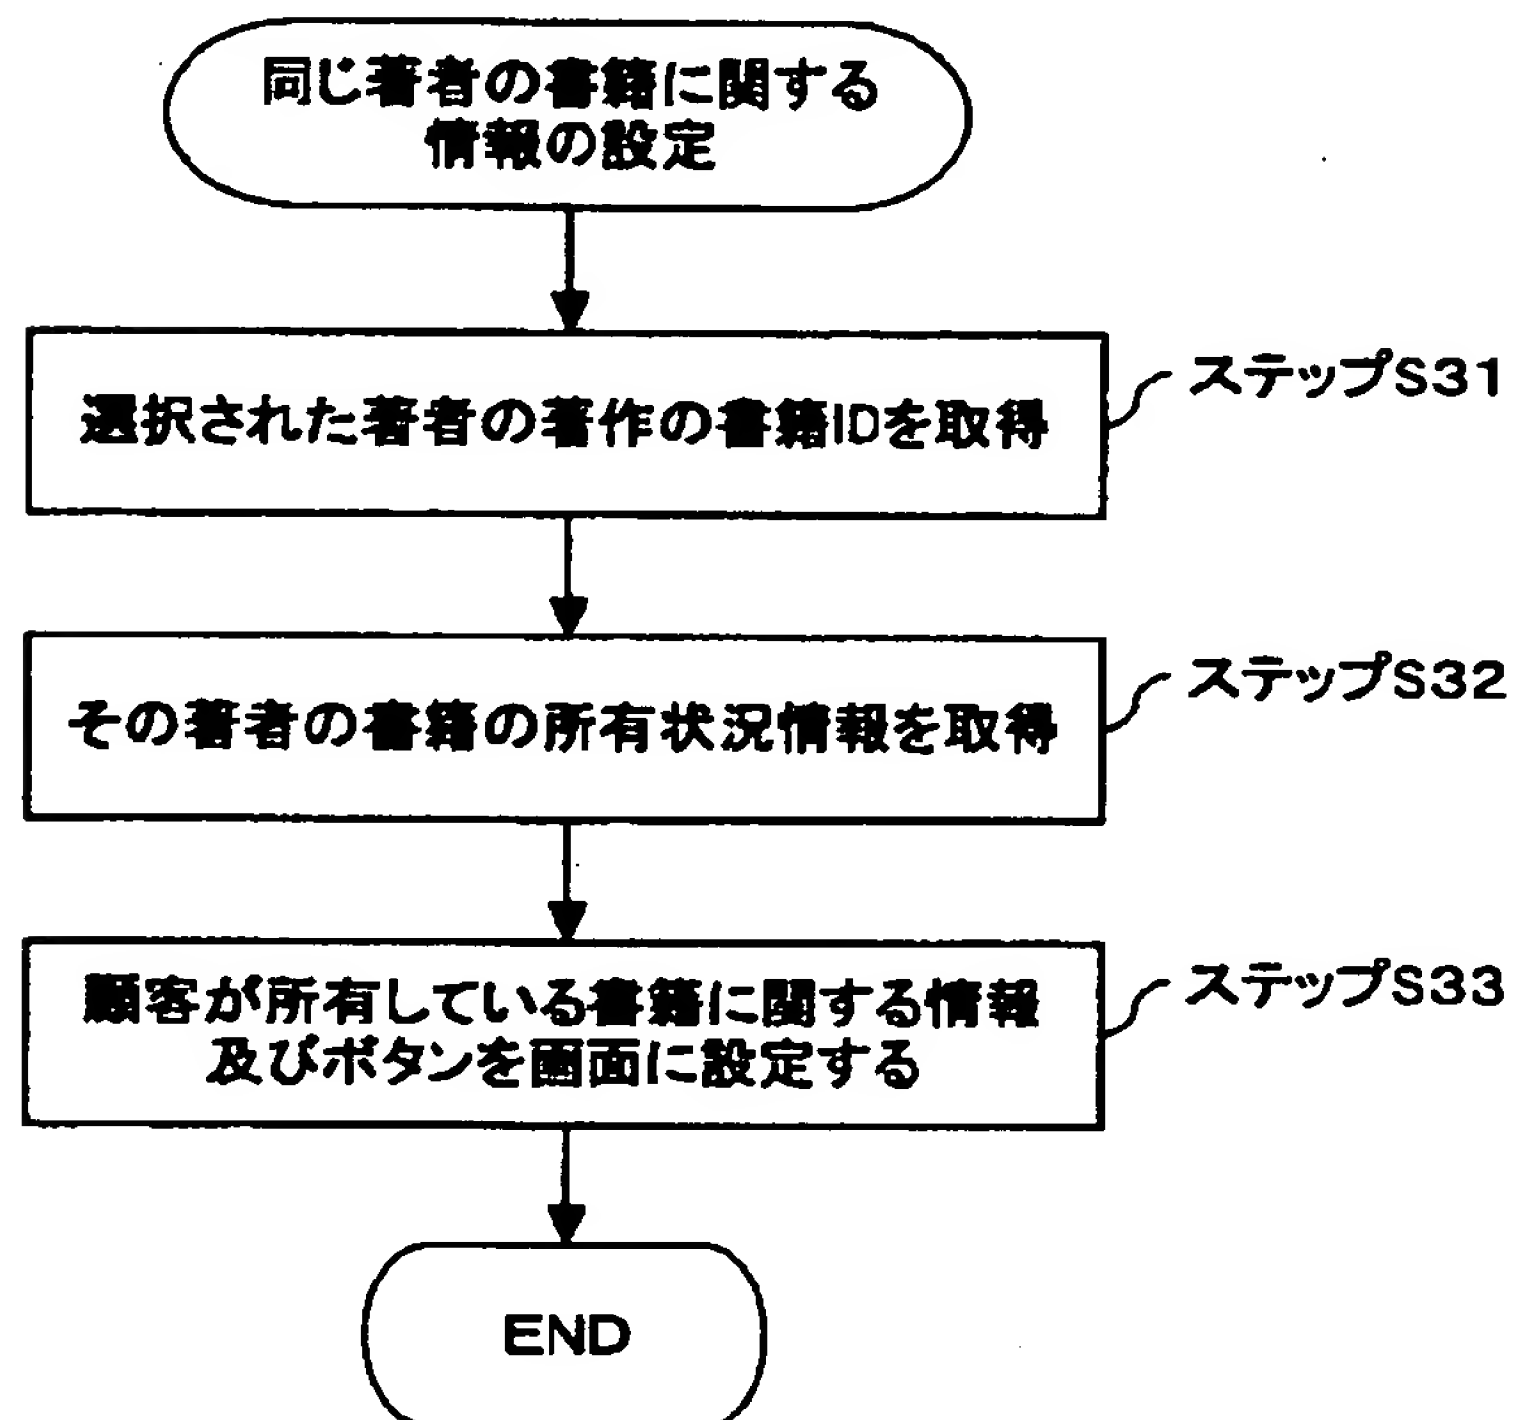 同じ著者の書籍に関する
情報の設定
選択された著者の著作の書籍IDを取得
ステップS31
その著者の書籍の所有状況情報を取得
ステップS32
顧客が所有している書籍に関する情報
及びボタンを画面に設定する
ステップS33
END